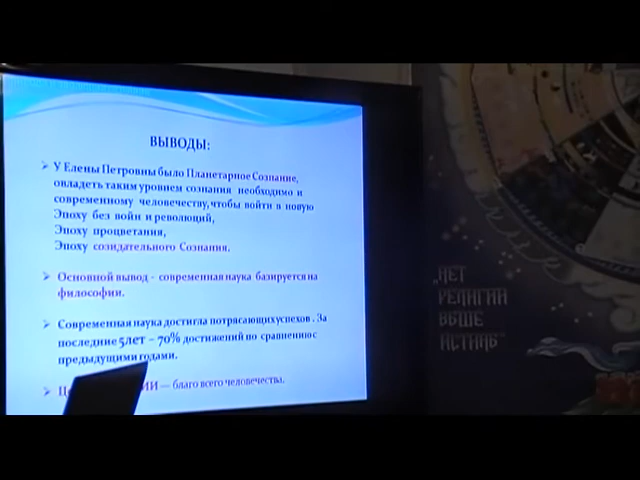 ВЫВОДЫ:
У Елены Петровны было Планетарное Сознание,
овладеть таким уровнем сознания необходимо и
современному человечеству, чтобы войти в новую
Эпоху без войн и революций,
Эпоху процветания,
Эпоху созидательного Сознания.
Основной вывод - современная наука базируется на
философии.
Современная наука достигла потрясающих успехов. За
последние 5лет – 70% достижений по сравнению с
предыдущими годами.
— благо всего человечества.
„НЕТ
РЕЛИГИИ
ВЫШЕ
ИСТИНЫ"